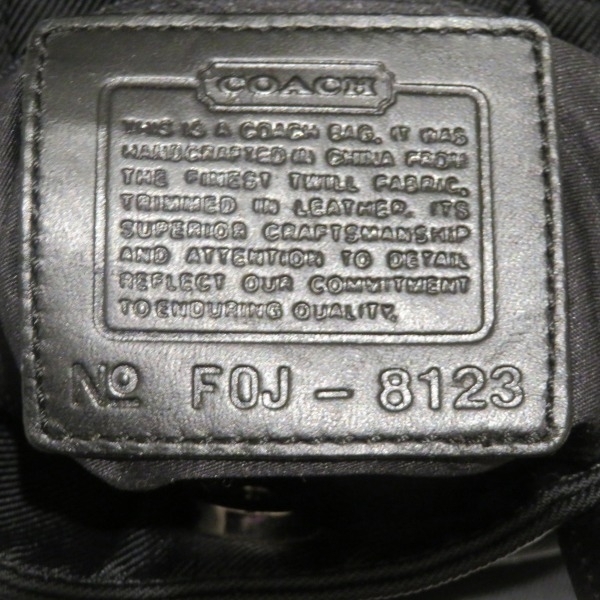 COACH
THIS IS A COACH BAG. IT WAS
HANDCRAFTED IN CHINA FROM
THE FINEST TWILL FABRIC,
TRIMMED IN LEATHER. ITS
SUPERIOR CRAFTSMANSHIP
AND ATTENTION TO DETAIL
REFLECT OUR COMMITMENT
TO ENDURING QUALITY.
No F0J - 8123